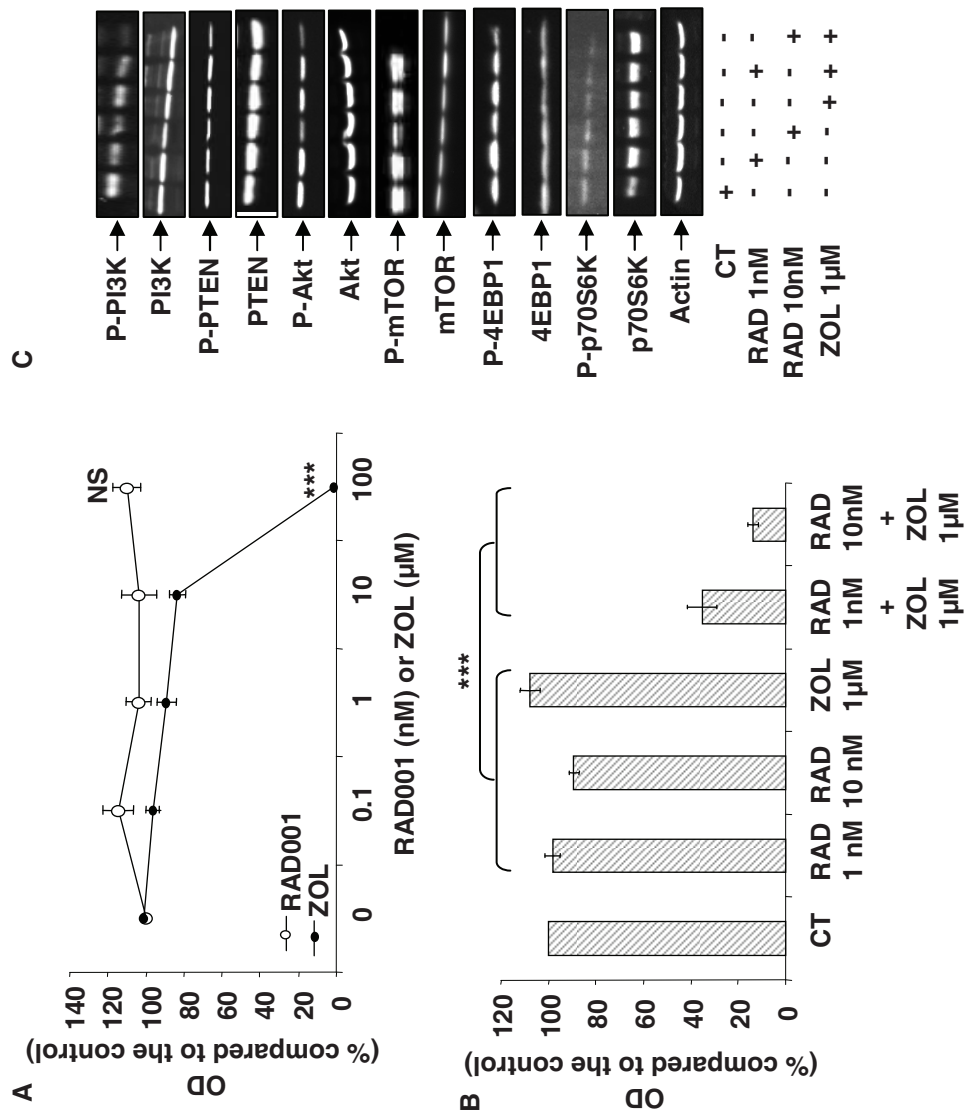 A
OD
(% compared to the control)
140
120
100
80
60
40
20
0
NS
***
RAD001
ZOL
0
0.1
1
10
100
RAD001 (nM) or ZOL (µM)
B
OD
(% compared to the control)
120
100
80
60
40
20
0
***
CT
RAD
1 nM
RAD
10 nM
ZOL
1µM
RAD
1nM
+
ZOL
1µM
RAD
10nM
+
ZOL
1µM
C
P-PI3K
PI3K
P-PTEN
PTEN
P-Akt
Akt
P-mTOR
mTOR
P-4EBP1
4EBP1
P-p70S6K
p70S6K
Actin
CT + - - - - -
RAD 1nM - + - - + -
RAD 10nM - - + - - +
ZOL 1µM - - - + + +